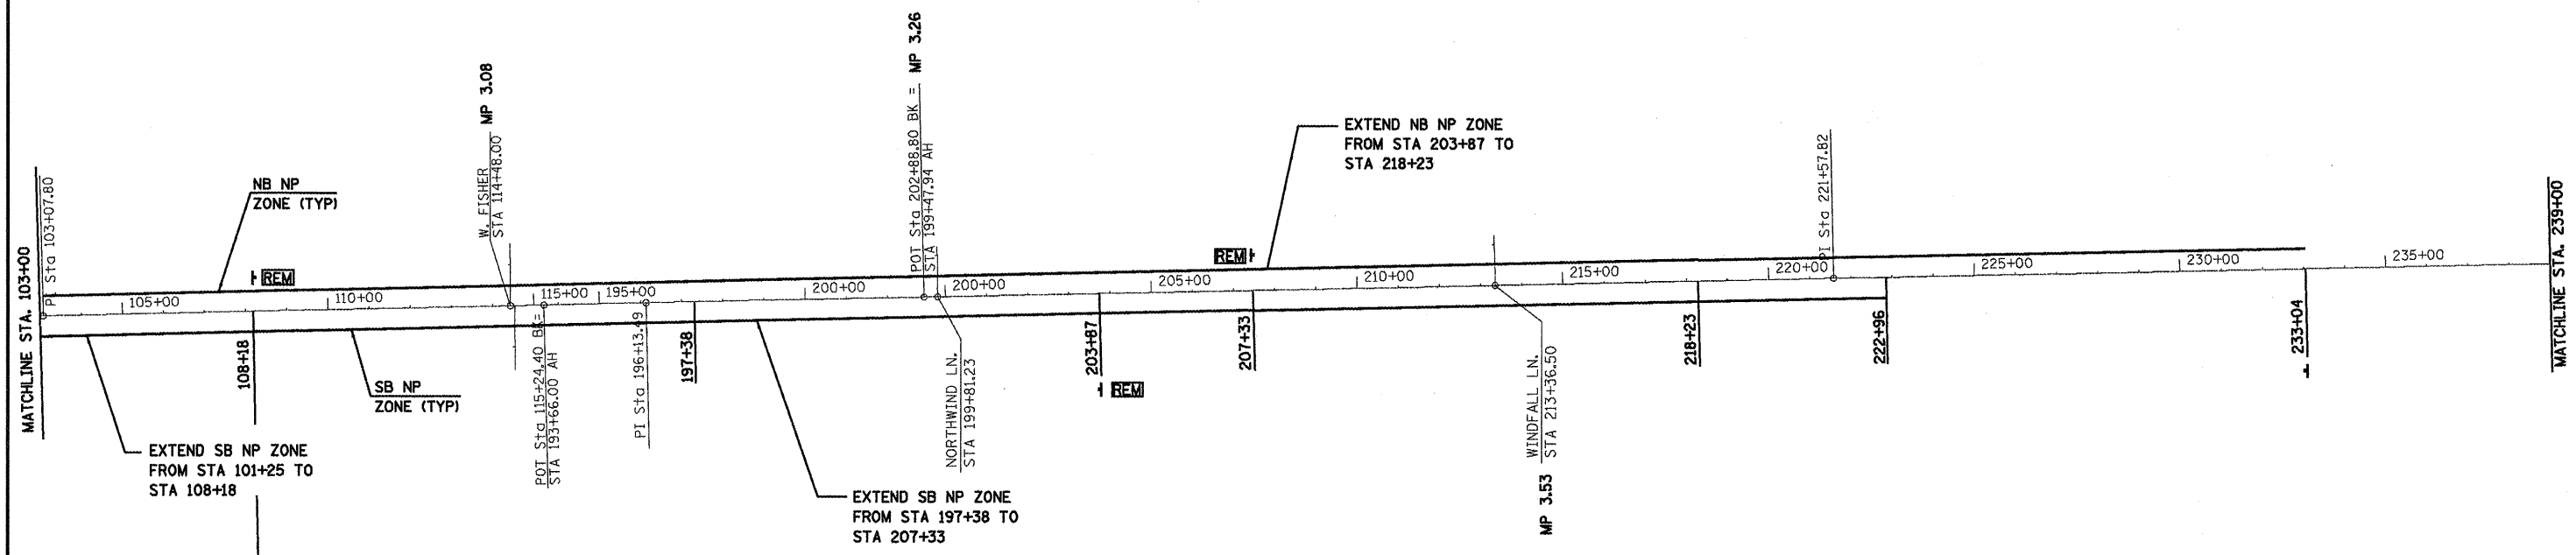 MATCHLINE STA. 103+00
PI Sta 103+07.80
NB NP
ZONE (TYP)
REM
105+00
108+18
110+00
EXTEND SB NP ZONE
FROM STA 101+25 TO
STA 108+18
SB NP
ZONE (TYP)
W. FISHER
STA 114+48.00
MP 3.08
115+00
POT Sta 115+24.40 BK=
STA 193+66.00 AH
195+00
PI Sta 196+13.49
197+38
200+00
POT Sta 202+88.80 BK =
STA 199+47.94 AH
MP 3.26
200+00
NORTHWIND LN.
STA 199+81.23
EXTEND SB NP ZONE
FROM STA 197+38 TO
STA 207+33
203+87
REM
205+00
207+33
REM
EXTEND NB NP ZONE
FROM STA 203+87 TO
STA 218+23
210+00
WINDFALL LN.
STA 213+36.50
MP 3.53
215+00
218+23
220+00
PI Sta 221+57.82
222+96
225+00
230+00
233+04
235+00
MATCHLINE STA. 239+00